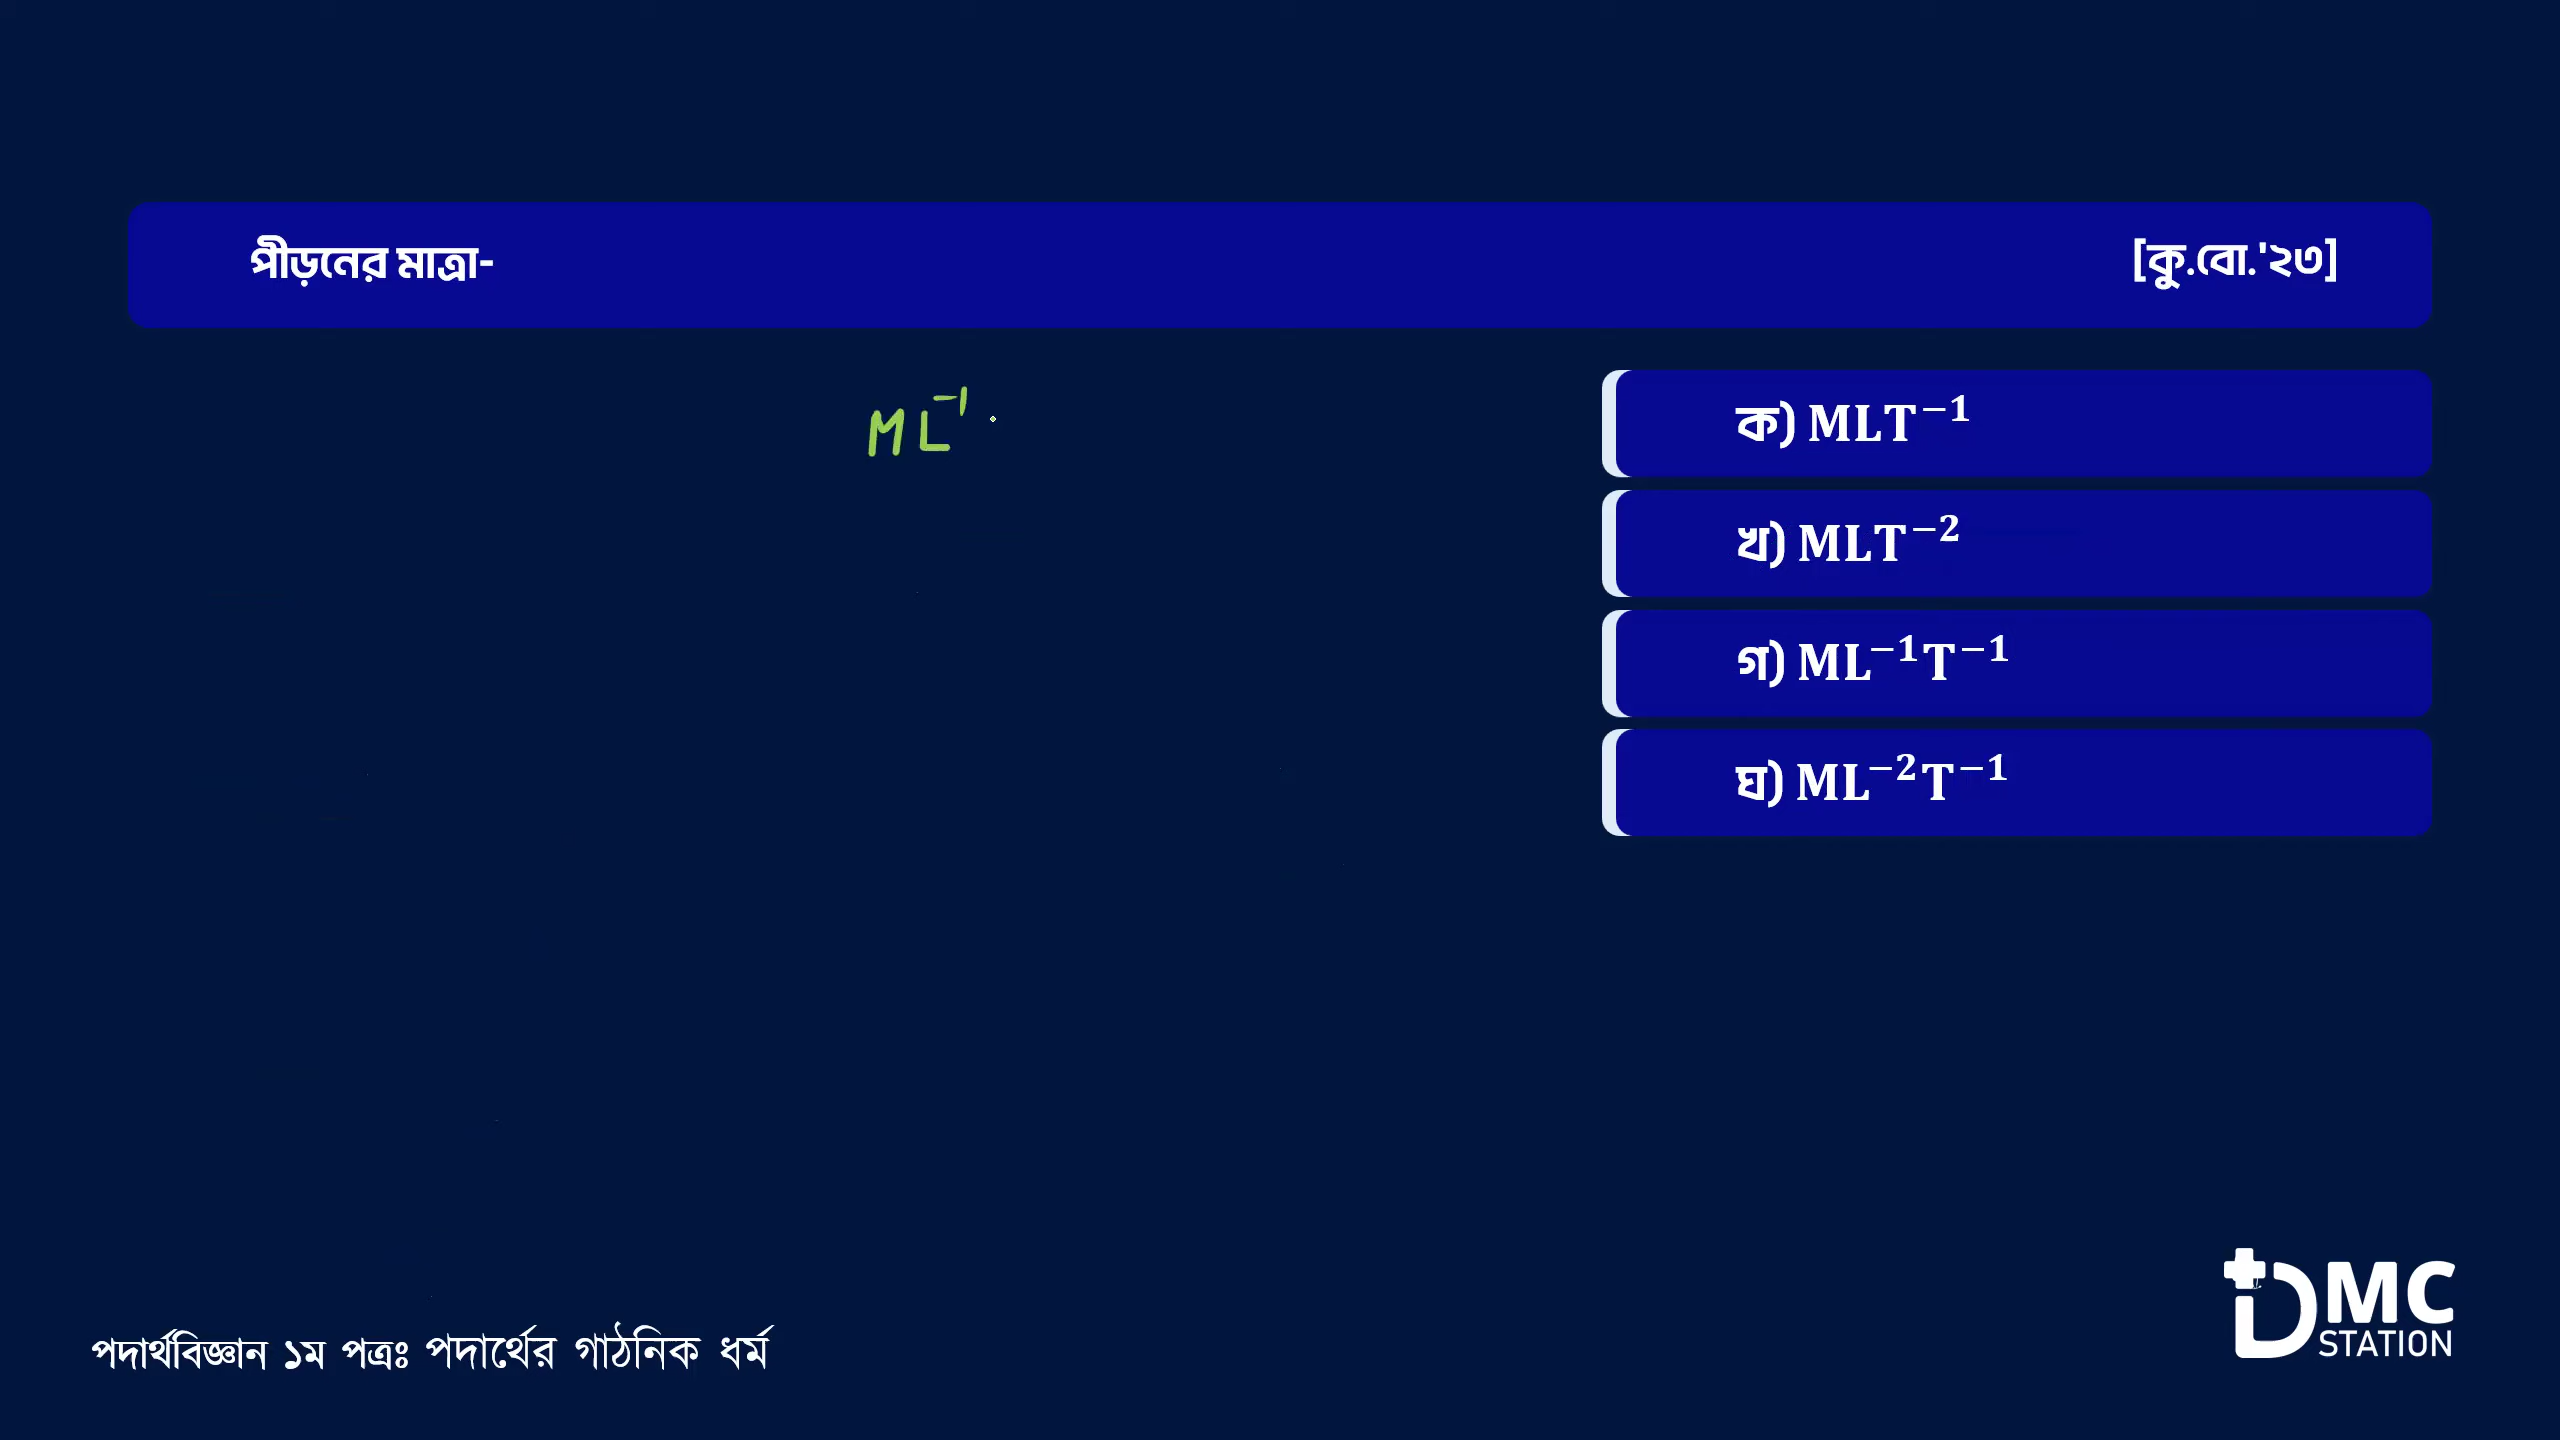 পীড়নের মাত্রা- [কু.বো.'২৩]
ML⁻¹
ক) MLT⁻¹
খ) MLT⁻²
গ) ML⁻¹T⁻¹
ঘ) ML⁻²T⁻¹
DMC
STATION
পদার্থবিজ্ঞান ১ম পত্রঃ পদার্থের গাঠনিক ধর্ম